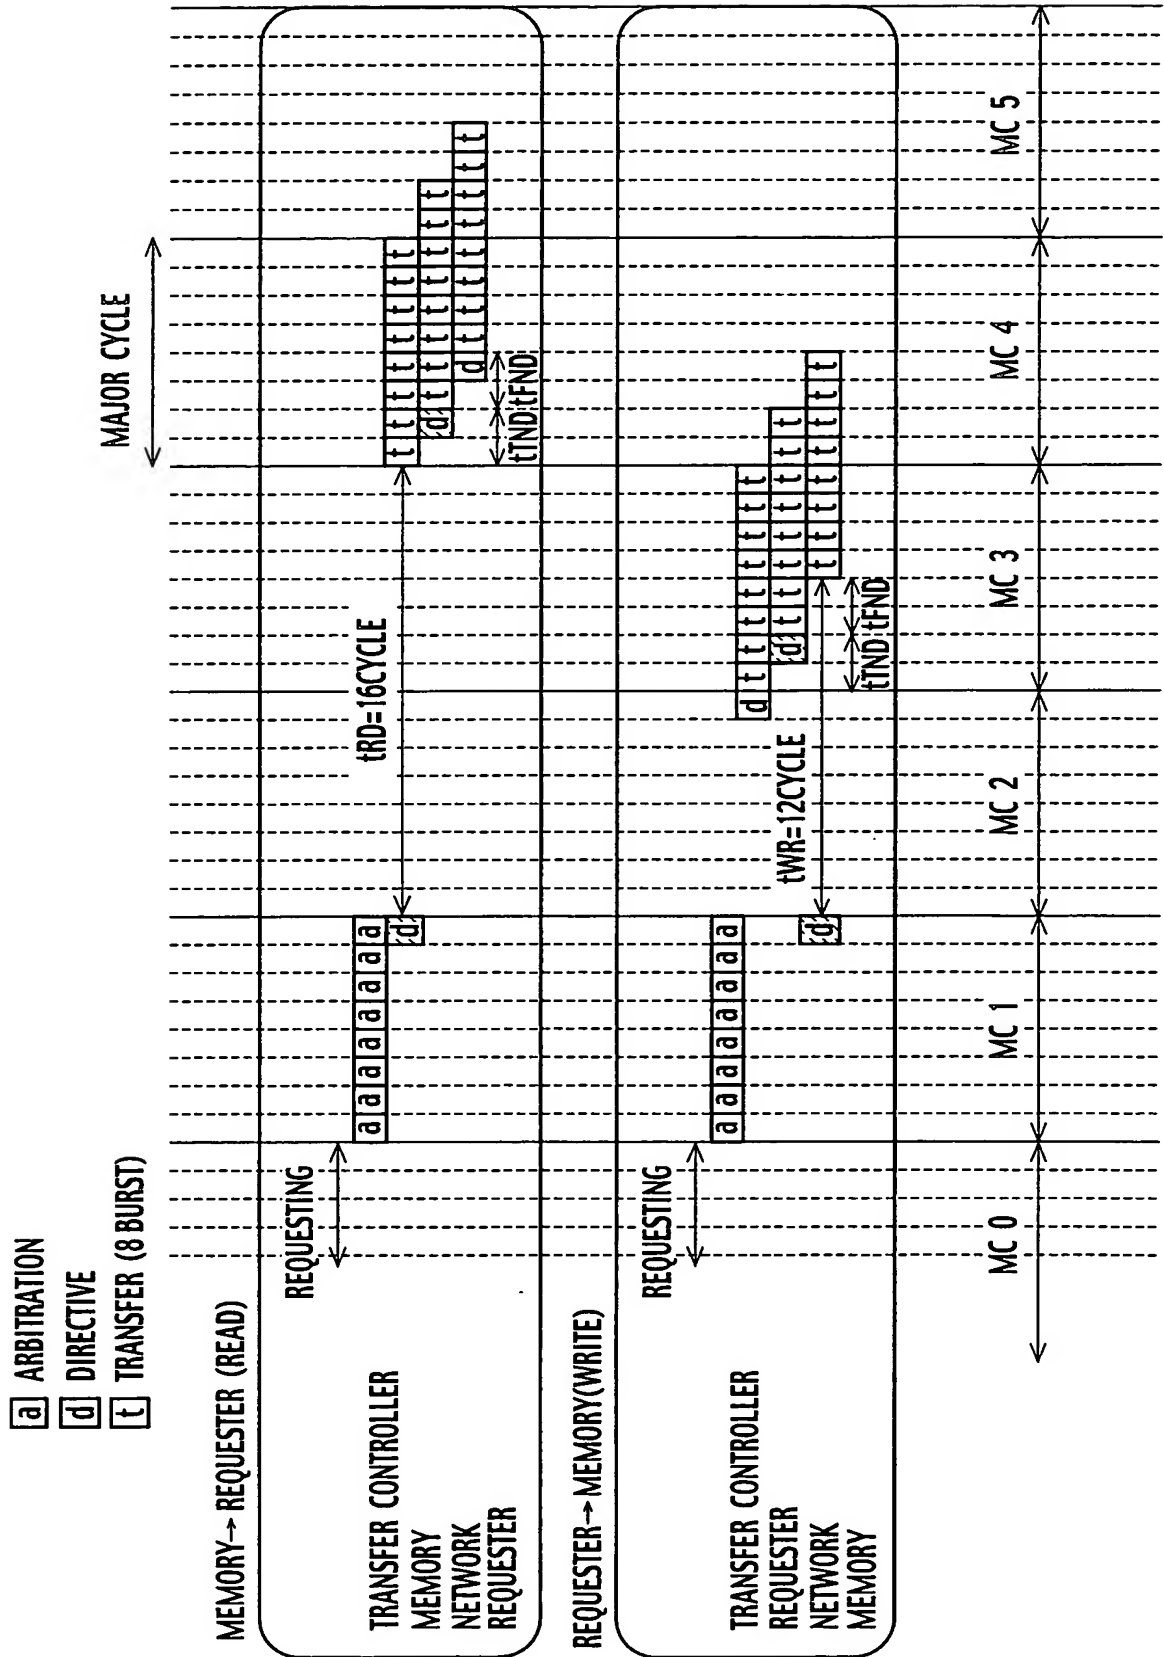 a ARBITRATION
d DIRECTIVE
t TRANSFER (8 BURST)
MAJOR CYCLE
MEMORY→REQUESTER (READ)
REQUESTING
TRANSFER CONTROLLER a a a a a a a a
MEMORY d tRD=16CYCLE t t t t t t t t
NETWORK d t t t t t t t t
REQUESTER d t t t t t t t t
tTND tFND
REQUESTER→MEMORY(WRITE)
REQUESTING
TRANSFER CONTROLLER a a a a a a a a
REQUESTER d t t t t t t t t
NETWORK d t t t t t t t t
MEMORY d tWR=12CYCLE t t t t t t t t
tTND tFND
MC 0 MC 1 MC 2 MC 3 MC 4 MC 5